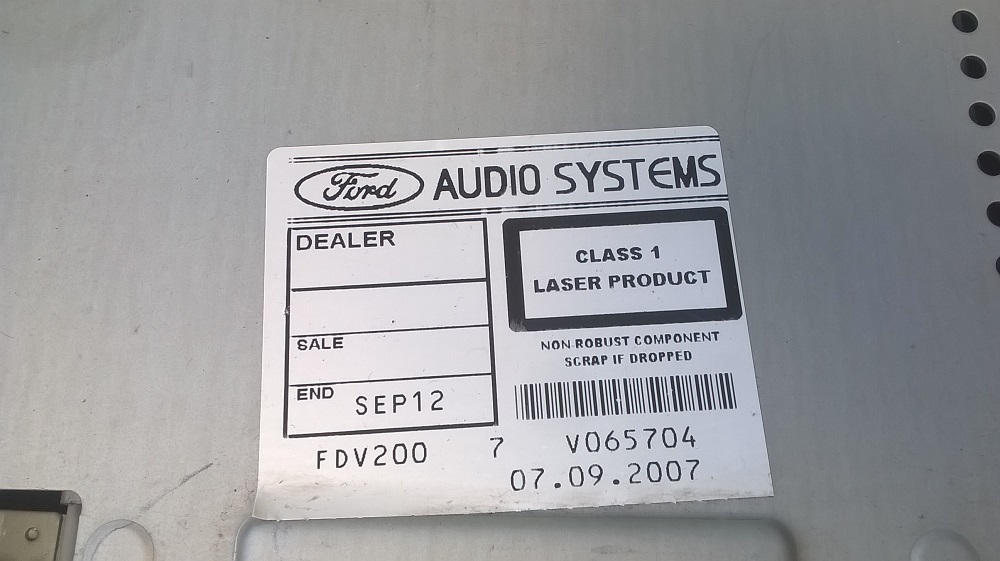 Ford AUDIO SYSTEMS
DEALER
SALE
END SEP12
CLASS 1
LASER PRODUCT
NON ROBUST COMPONENT
SCRAP IF DROPPED
FDV200 7 V065704
07.09.2007